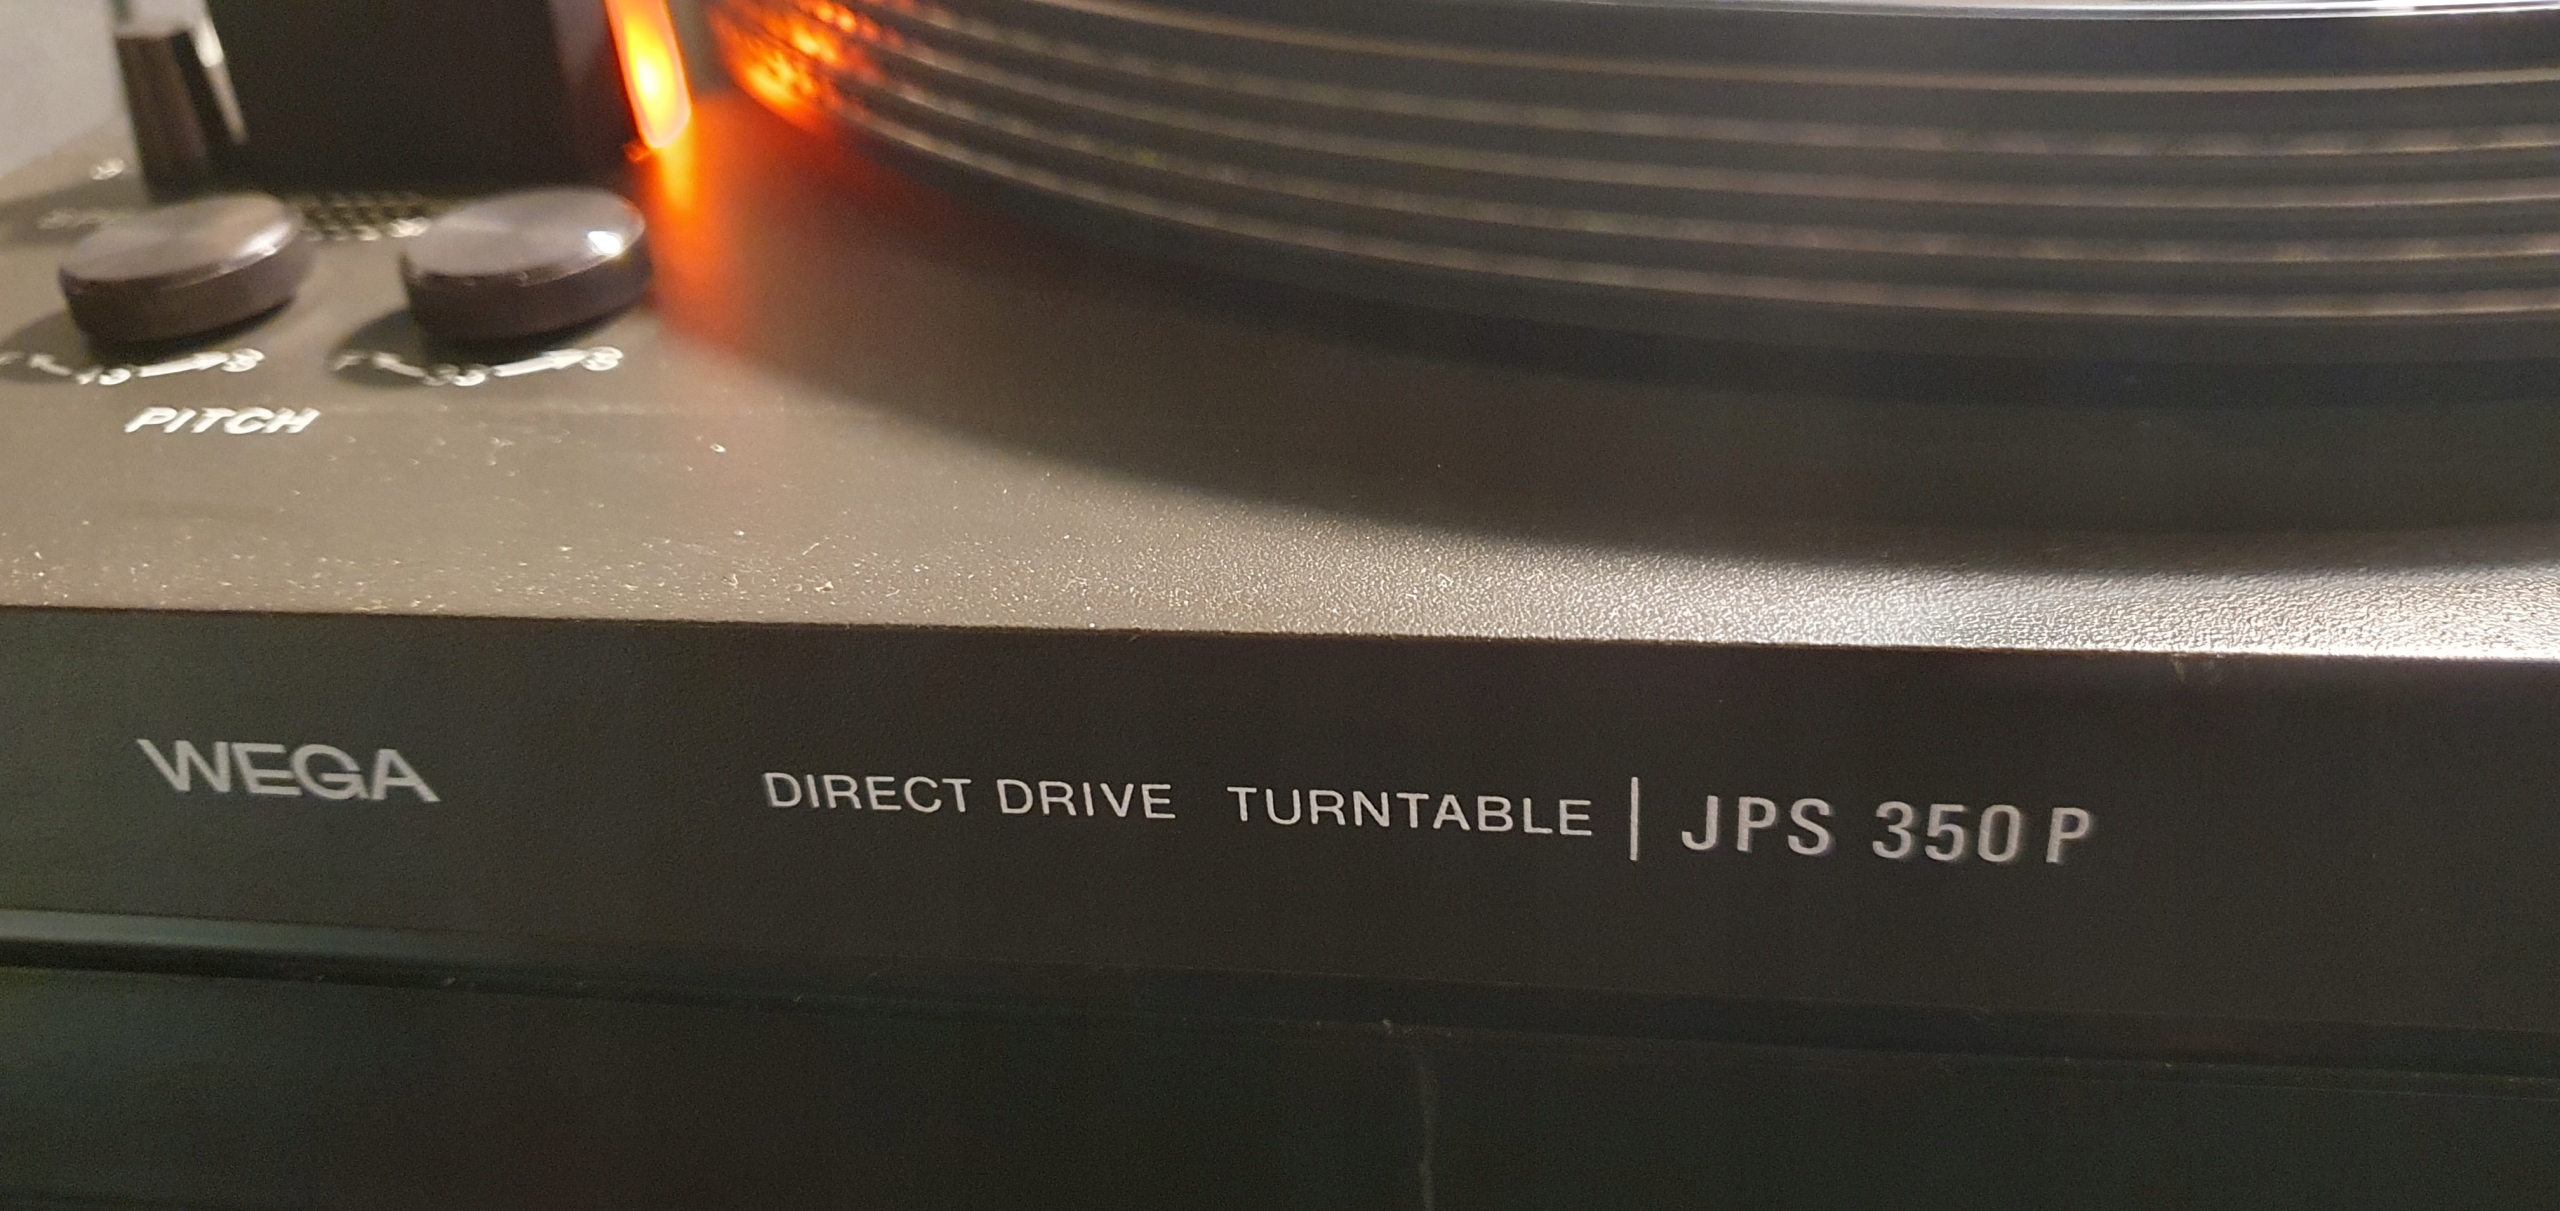 PITCH
WEGA
DIRECT DRIVE TURNTABLE | JPS 350 P